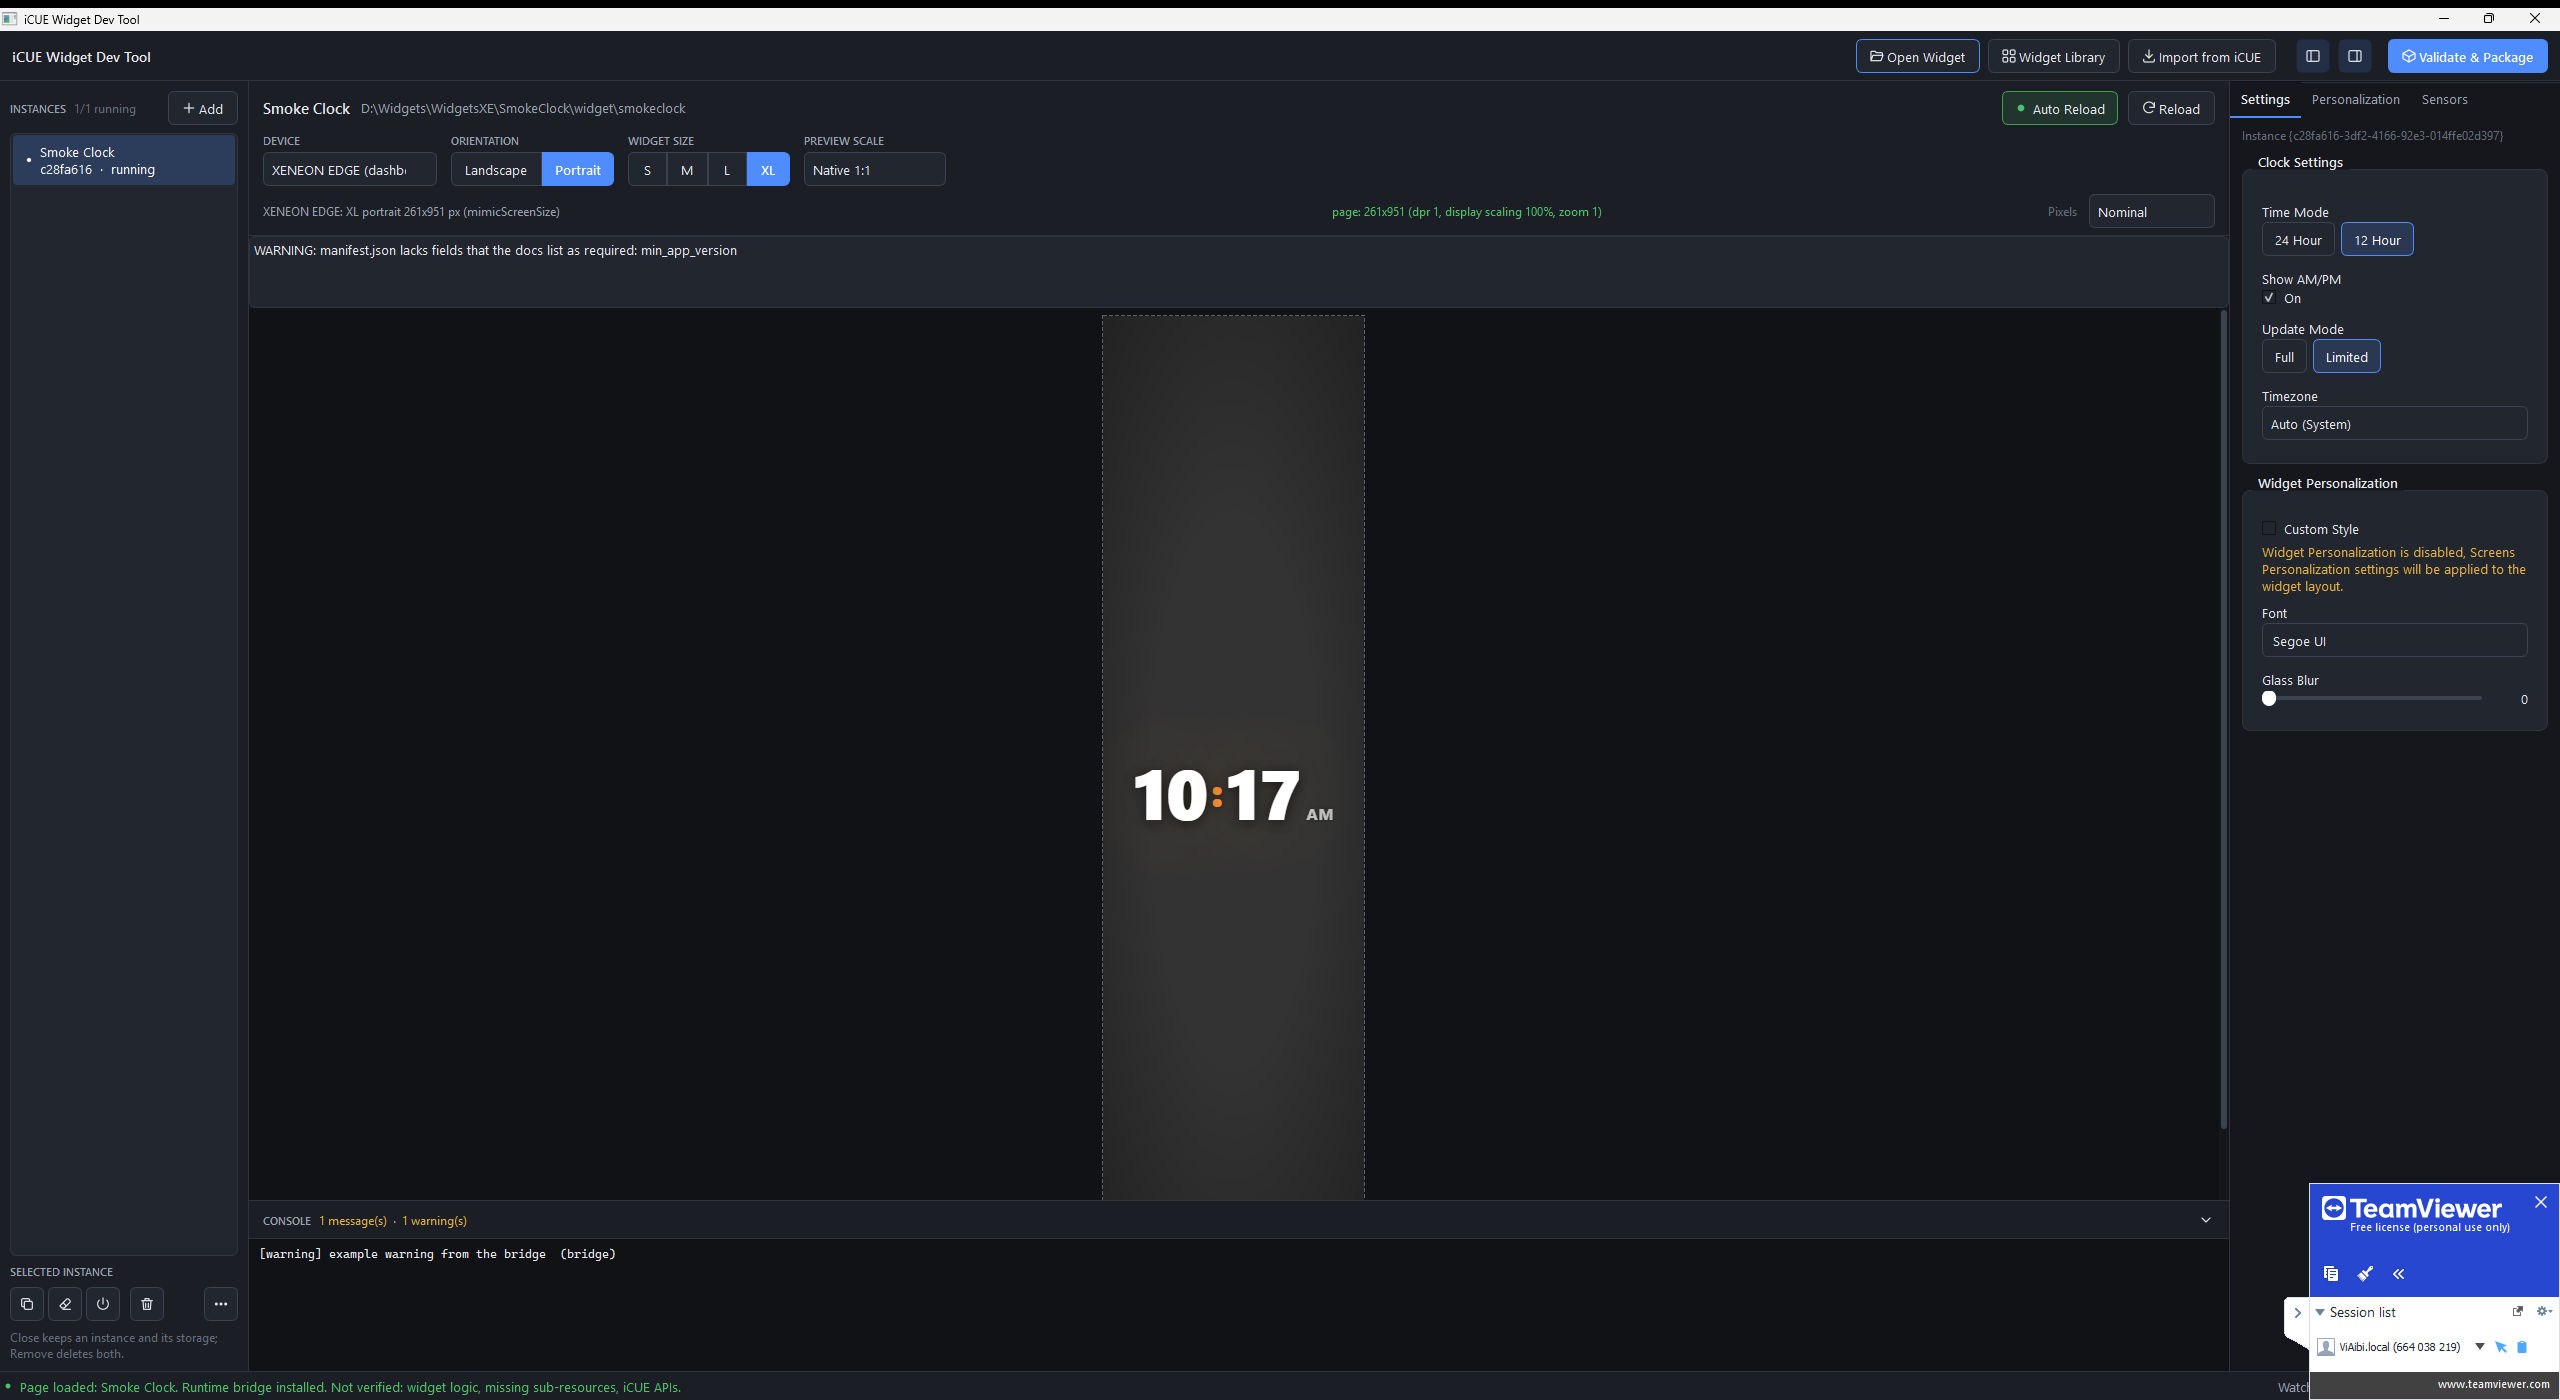 iCUE Widget Dev Tool
iCUE Widget Dev Tool
Open Widget
Widget Library
Import from iCUE
Validate & Package
INSTANCES 1/1 running
+ Add
Smoke Clock
c28fa616 · running
Smoke Clock D:\Widgets\WidgetsXE\SmokeClock\widget\smokeclock
Auto Reload
Reload
DEVICE
ORIENTATION
WIDGET SIZE
PREVIEW SCALE
XENEON EDGE (dashb
Landscape
Portrait
S
M
L
XL
Native 1:1
XENEON EDGE: XL portrait 261x951 px (mimicScreenSize)
page: 261x951 (dpr 1, display scaling 100%, zoom 1)
Pixels
Nominal
WARNING: manifest.json lacks fields that the docs list as required: min_app_version
10:17 AM
CONSOLE 1 message(s) · 1 warning(s)
[warning] example warning from the bridge (bridge)
SELECTED INSTANCE
Close keeps an instance and its storage;
Remove deletes both.
Page loaded: Smoke Clock. Runtime bridge installed. Not verified: widget logic, missing sub-resources, iCUE APIs.
Settings
Personalization
Sensors
Instance {c28fa616-3df2-4166-92e3-014ffe02d397}
Clock Settings
Time Mode
24 Hour
12 Hour
Show AM/PM
On
Update Mode
Full
Limited
Timezone
Auto (System)
Widget Personalization
Custom Style
Widget Personalization is disabled, Screens
Personalization settings will be applied to the
widget layout.
Font
Segoe UI
Glass Blur
0
TeamViewer
Free license (personal use only)
Session list
ViAibi.local (664 038 219)
www.teamviewer.com